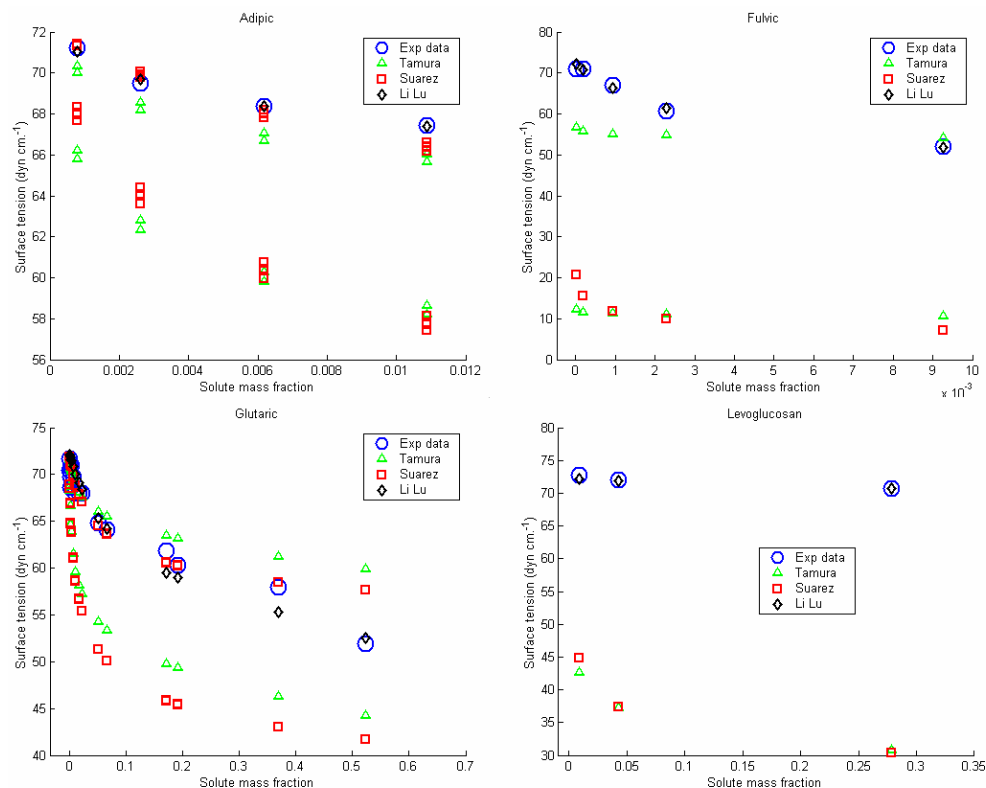 Adipic
Surface tension (dyn cm-1)
72
70
68
66
64
62
60
58
56
0
0.002
0.004
0.006
0.008
0.01
0.012
Solute mass fraction
Exp data
Tamura
Suarez
Li Lu
Fulvic
Surface tension (dyn cm-1)
80
70
60
50
40
30
20
10
0
0
1
2
3
4
5
6
7
8
9
10
x 10-3
Solute mass fraction
Exp data
Tamura
Suarez
Li Lu
Glutaric
Surface tension (dyn cm-1)
75
70
65
60
55
50
45
40
0
0.1
0.2
0.3
0.4
0.5
0.6
0.7
Solute mass fraction
Exp data
Tamura
Suarez
Li Lu
Levoglucosan
Surface tension (dyn cm-1)
80
75
70
65
60
55
50
45
40
35
30
0
0.05
0.1
0.15
0.2
0.25
0.3
0.35
Solute mass fraction
Exp data
Tamura
Suarez
Li Lu